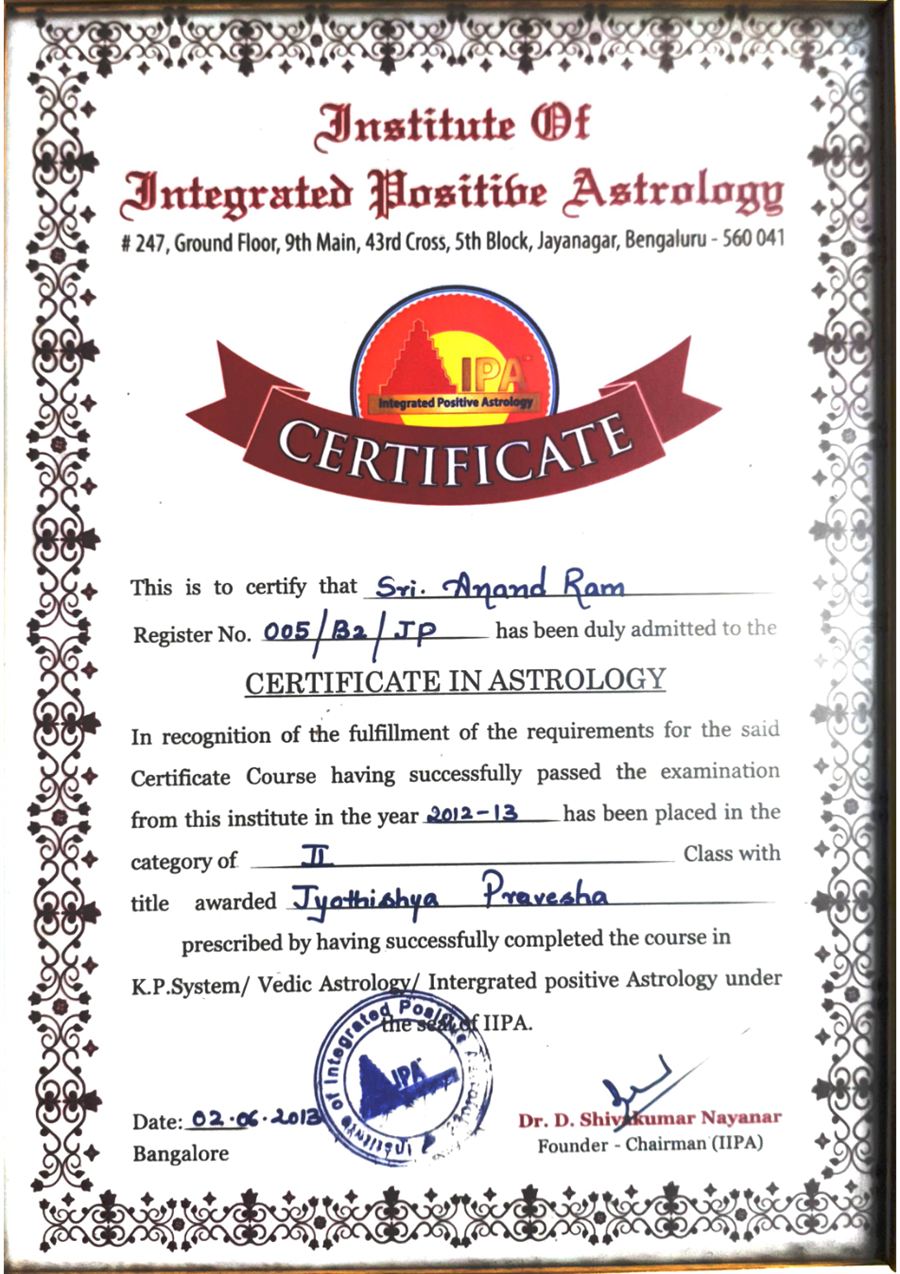 Institute Of
Integrated Positive Astrology
# 247, Ground Floor, 9th Main, 43rd Cross, 5th Block, Jayanagar, Bengaluru - 560 041
IIPA™
Integrated Positive Astrology
CERTIFICATE
This is to certify that Sri. Anand Ram
Register No. 005/B2/JP has been duly admitted to the
CERTIFICATE IN ASTROLOGY
In recognition of the fulfillment of the requirements for the said
Certificate Course having successfully passed the examination
from this institute in the year 2012-13 has been placed in the
category of II Class with
title awarded Jyothishya Pravesha
prescribed by having successfully completed the course in
K.P.System/ Vedic Astrology/ Intergrated positive Astrology under
the seal of IIPA.
Institute of Integrated Positive
IIPA™
Date: 02.06.2013
Bangalore
Dr. D. Shivakumar Nayanar
Founder - Chairman (IIPA)